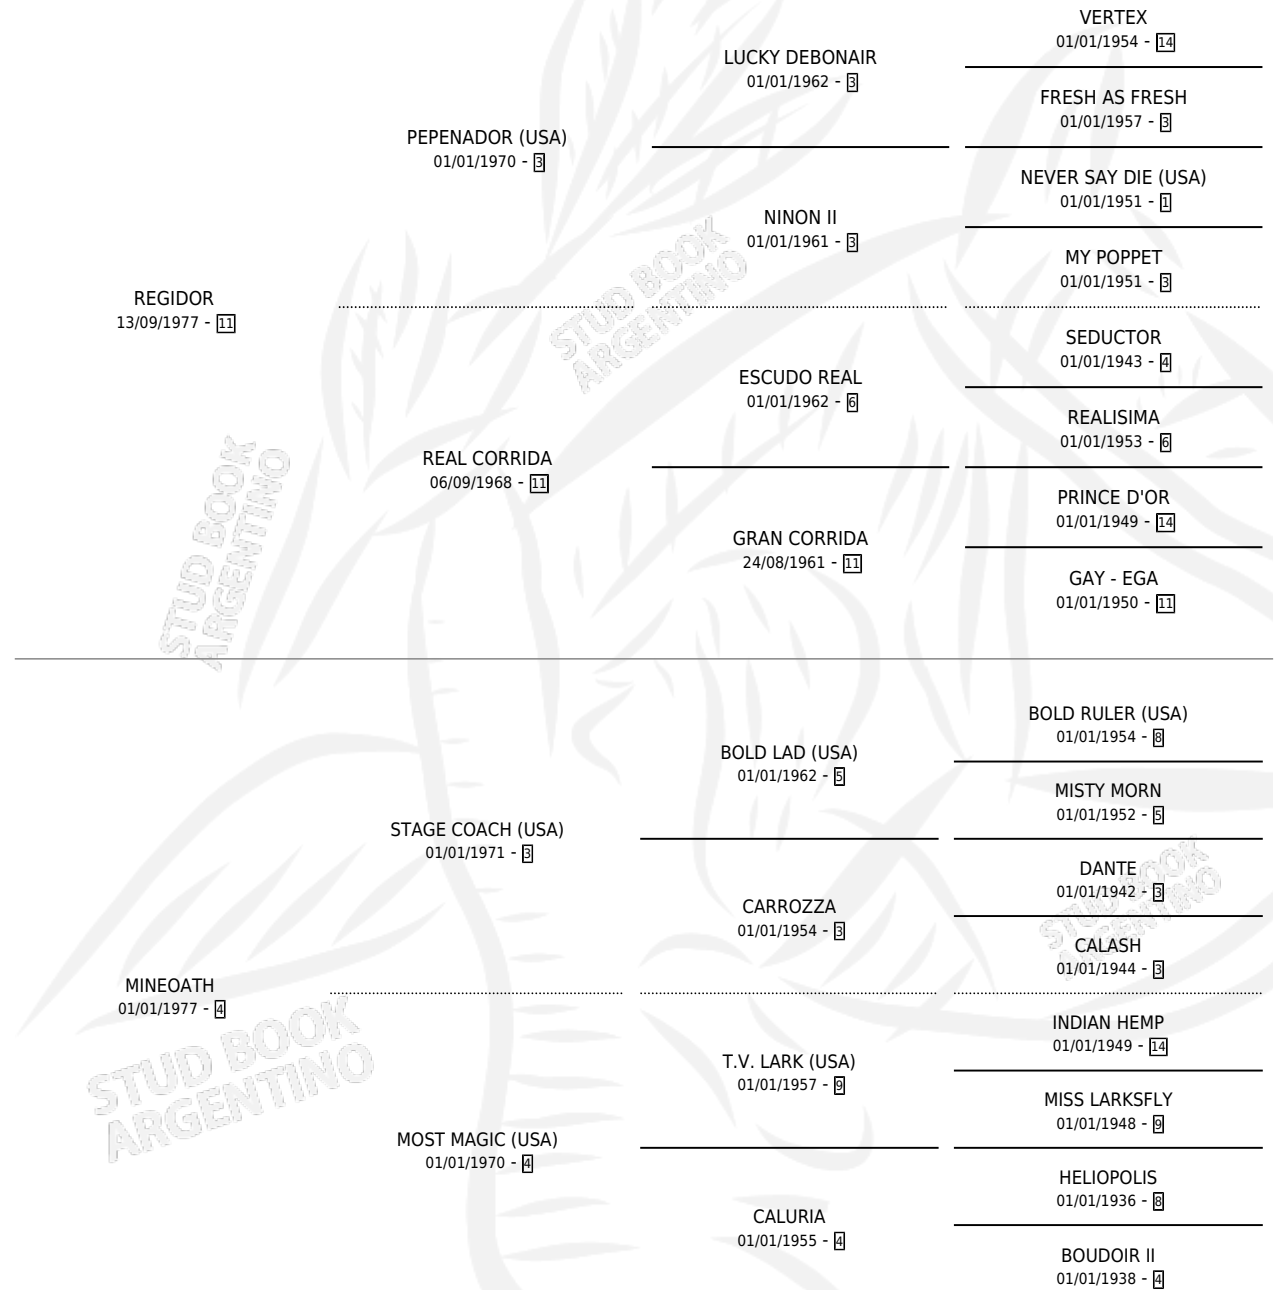 VERTEX
01/01/1954 - 14
LUCKY DEBONAIR
01/01/1962 - 3
FRESH AS FRESH
01/01/1957 - 3
PEPENADOR (USA)
01/01/1970 - 3
NEVER SAY DIE (USA)
01/01/1951 - 1
NINON II
01/01/1961 - 3
MY POPPET
01/01/1951 - 3
REGIDOR
13/09/1977 - 11
SEDUCTOR
01/01/1943 - 4
ESCUDO REAL
01/01/1962 - 6
REALISIMA
01/01/1953 - 6
REAL CORRIDA
06/09/1968 - 11
PRINCE D'OR
01/01/1949 - 14
GRAN CORRIDA
24/08/1961 - 11
GAY - EGA
01/01/1950 - 11
BOLD RULER (USA)
01/01/1954 - 8
BOLD LAD (USA)
01/01/1962 - 5
MISTY MORN
01/01/1952 - 5
STAGE COACH (USA)
01/01/1971 - 3
DANTE
01/01/1942 - 3
CARROZZA
01/01/1954 - 3
CALASH
01/01/1944 - 3
MINEOATH
01/01/1977 - 4
INDIAN HEMP
01/01/1949 - 14
T.V. LARK (USA)
01/01/1957 - 9
MISS LARKSFLY
01/01/1948 - 9
MOST MAGIC (USA)
01/01/1970 - 4
HELIOPOLIS
01/01/1936 - 8
CALURIA
01/01/1955 - 4
BOUDOIR II
01/01/1938 - 4
STUD BOOK
ARGENTINO
STUD BOOK
ARGENTINO
STUD BOOK
ARGENTINO
STUD BOOK
ARGENTINO